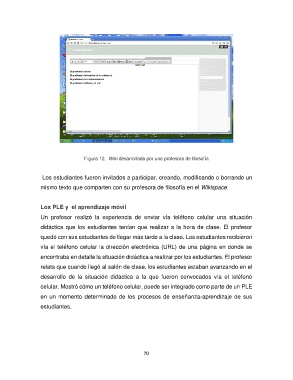 Figura 12. Wiki desarrollada por una profesora de filosofía.
Los estudiantes fueron invitados a participar, creando, modificando o borrando un
mismo texto que comparten con su profesora de filosofía en el Wikispace.
Los PLE y el aprendizaje móvil
Un profesor realizó la experiencia de enviar vía teléfono celular una situación
didáctica que los estudiantes tenían que realizar a la hora de clase. El profesor
quedó con sus estudiantes de llegar más tarde a la clase. Los estudiantes recibieron
vía el teléfono celular la dirección electrónica (URL) de una página en donde se
encontraba en detalle la situación didáctica a realizar por los estudiantes. El profesor
relata que cuando llegó al salón de clase, los estudiantes estaban avanzando en el
desarrollo de la situación didáctica a la que fueron convocados vía el teléfono
celular. Mostró cómo un teléfono celular, puede ser integrado como parte de un PLE
en un momento determinado de los procesos de enseñanza-aprendizaje de sus
estudiantes.
70